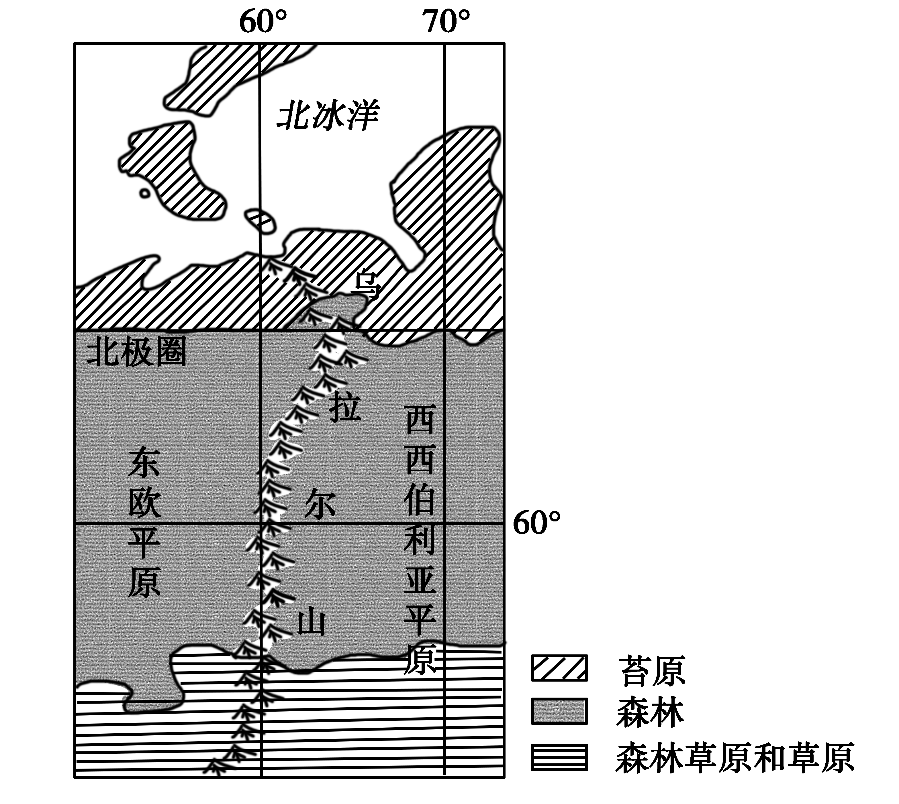 60° 70°
北冰洋
乌
北极圈
拉
西西伯利亚平原
东欧平原
尔
60°
山
苔原
森林
森林草原和草原